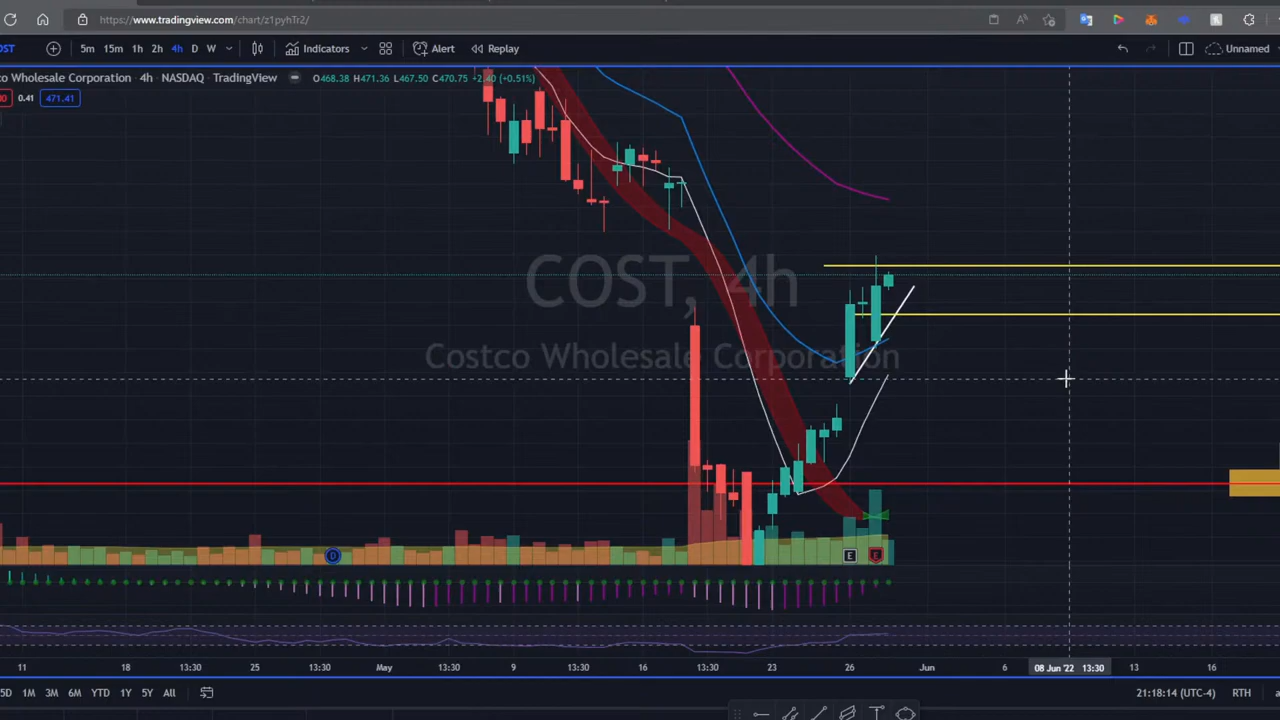 https://www.tradingview.com/chart/z1pyhTr2/
OST 5m 15m 1h 2h 4h D W Indicators Alert Replay Unnamed
co Wholesale Corporation · 4h · NASDAQ · TradingView O468.38 H471.36 L467.50 C470.75 +2.40 (+0.51%)
0.41 471.41
COST, 4h
Costco Wholesale Corporation
D E E
11 18 13:30 25 13:30 May 9 13:30 16 13:30 23 26 Jun 6 08 Jun '22 13:30 13 16
5D 1M 3M 6M YTD 1Y 5Y All 21:18:14 (UTC-4) RTH